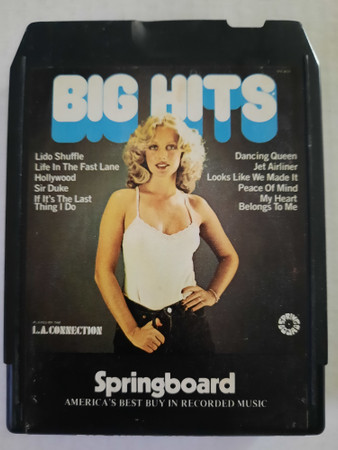 BIG HITS
Lido Shuffle
Life In The Fast Lane
Hollywood
Sir Duke
If It's The Last
Thing I Do
Dancing Queen
Jet Airliner
Looks Like We Made It
Peace Of Mind
My Heart
Belongs To Me
L.A. CONNECTION
Springboard
AMERICA'S BEST BUY IN RECORDED MUSIC